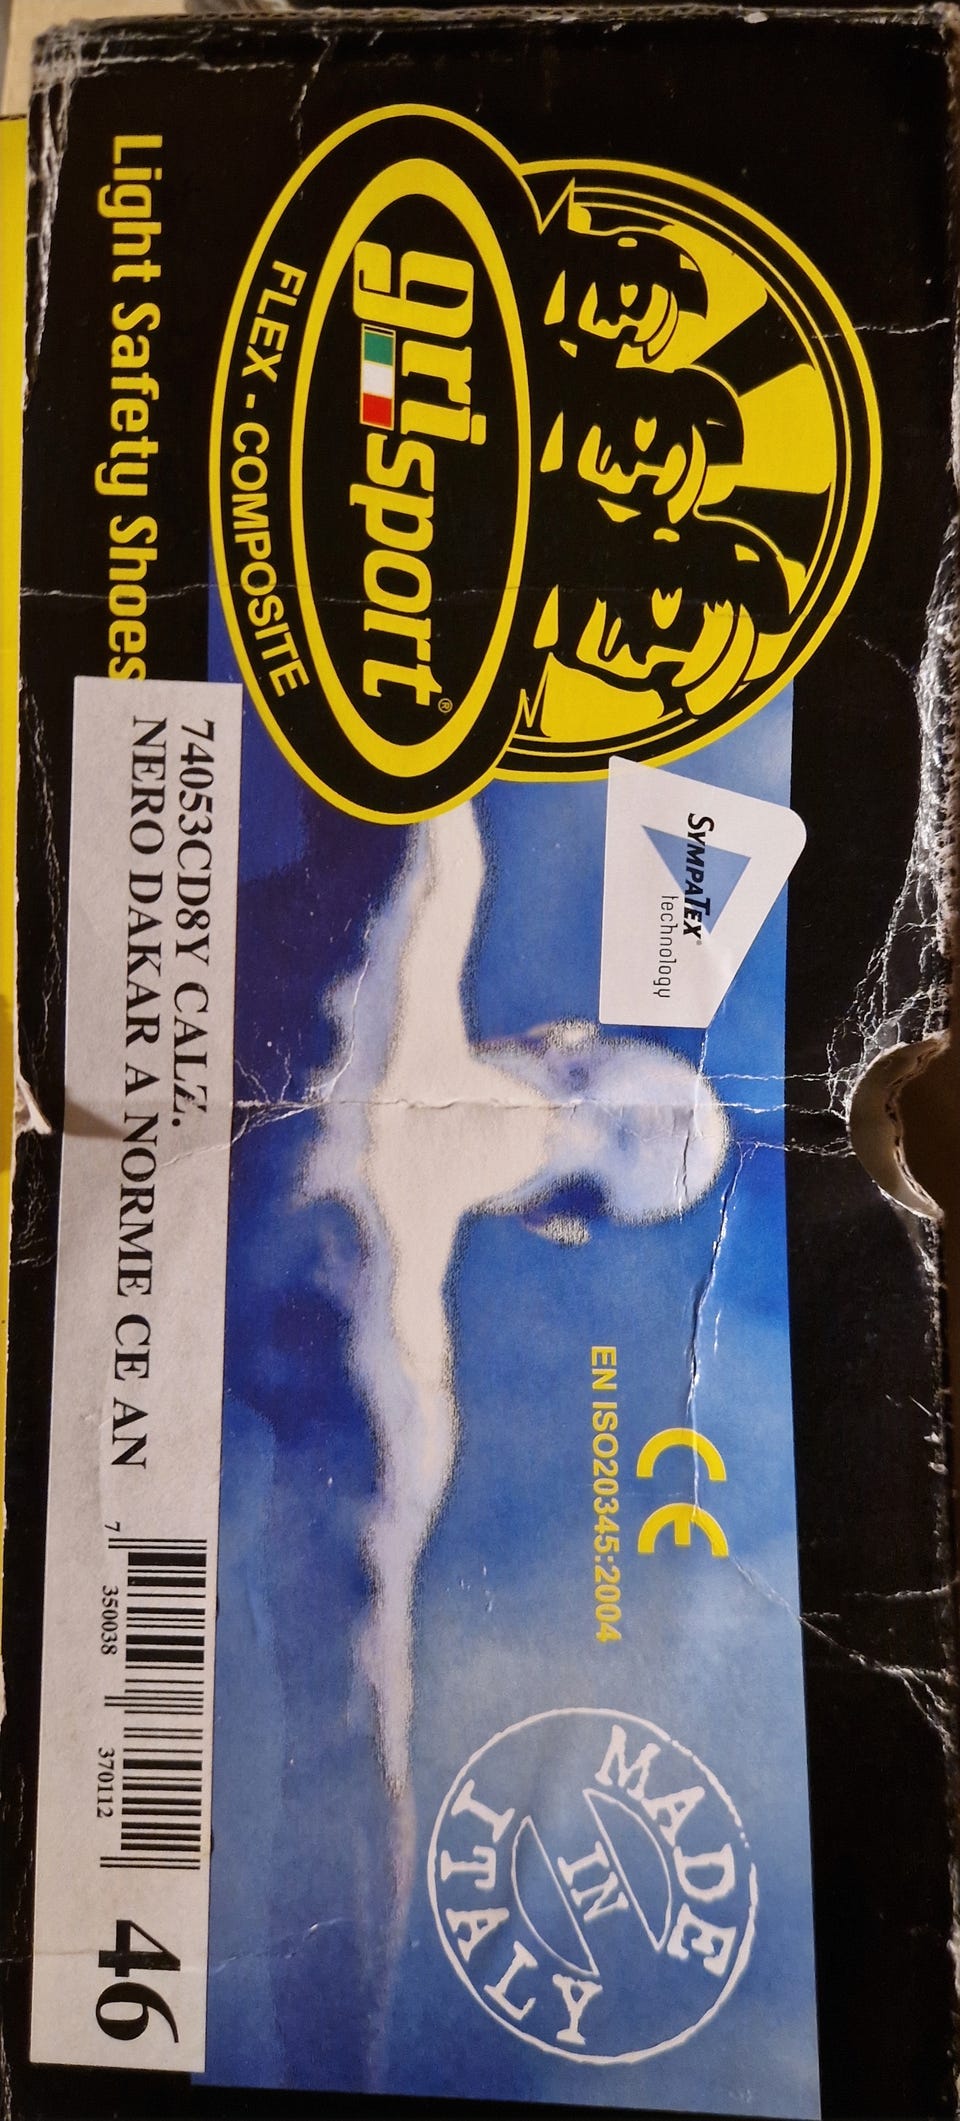 grisport®
FLEX - COMPOSITE
Light Safety Shoes
SYMPATEX®
Technology
CE
EN ISO20345:2004
MADE
IN
ITALY
74053CD8Y CALZ.
NERO DAKAR A NORME CE AN
7 350038 370112
46